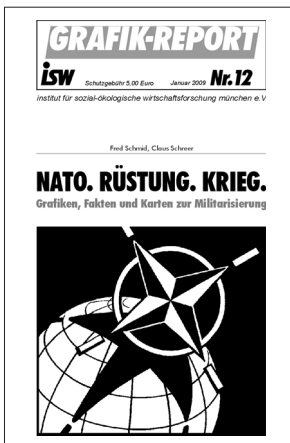 GRAFIK-REPORT
isw Schutzgebühr 5,00 Euro Januar 2009 Nr.12
institut für sozial-ökologische wirtschaftsforschung münchen e.V
Fred Schmid, Claus Schreer
NATO. RÜSTUNG. KRIEG.
Grafiken, Fakten und Karten zur Militarisierung